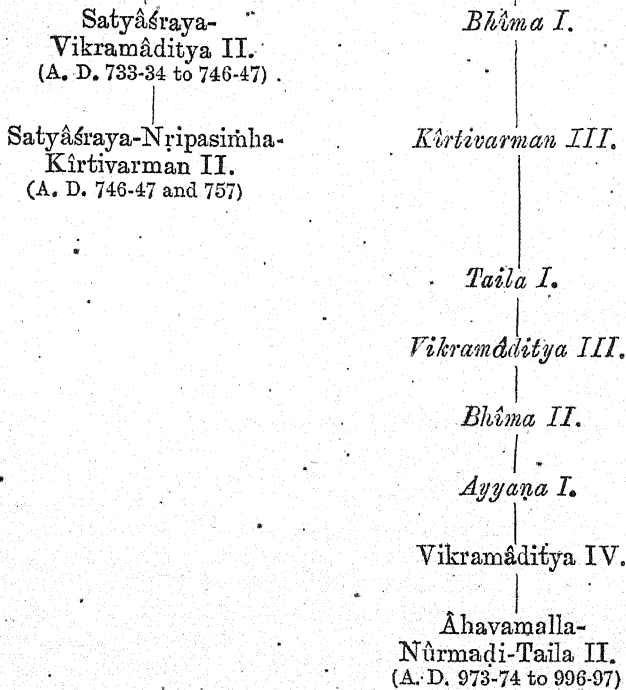 Satyâśraya-
Vikramâditya II.
(A. D. 733-34 to 746-47)
Satyâśraya-Nṛipasiṁha-
Kîrtivarman II.
(A. D. 746-47 and 757)
Bhîma I.
Kîrtivarman III.
Taila I.
Vikramâditya III.
Bhîma II.
Ayyaṇa I.
Vikramâditya IV.
Âhavamalla-
Nûrmaḍi-Taila II.
(A. D. 973-74 to 996-97)